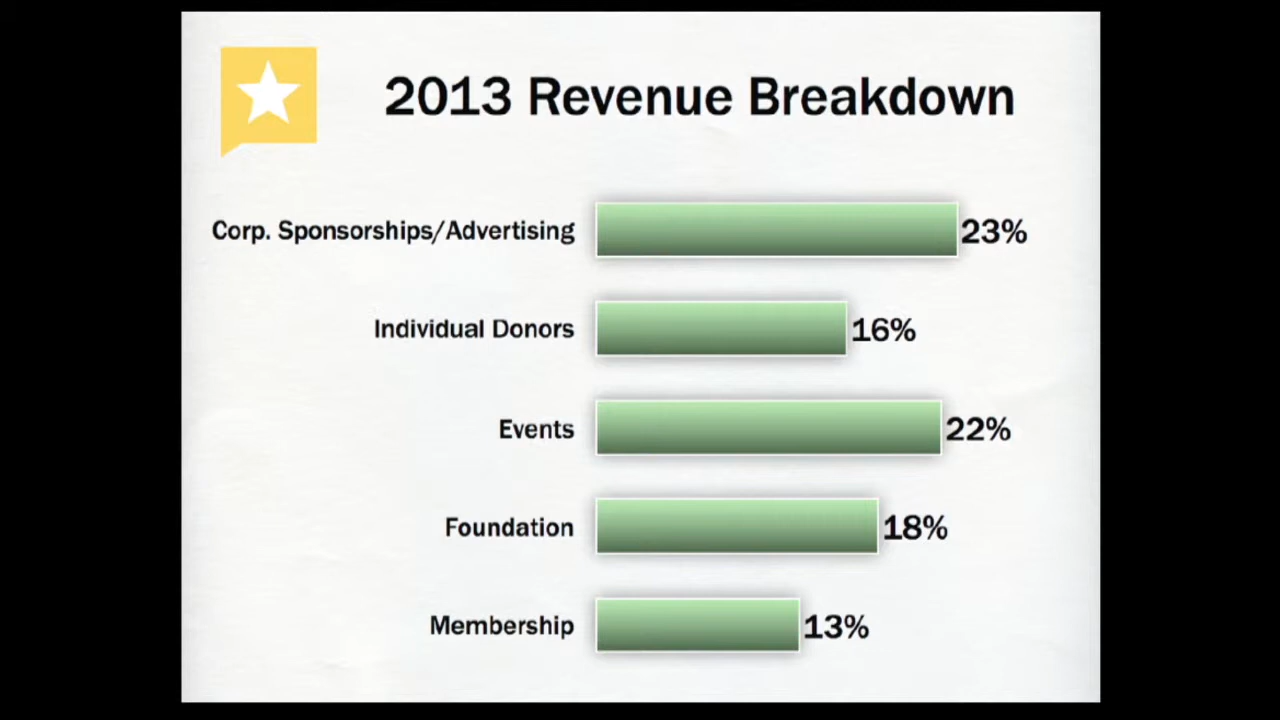 2013 Revenue Breakdown
Corp. Sponsorships/Advertising 23%
Individual Donors 16%
Events 22%
Foundation 18%
Membership 13%